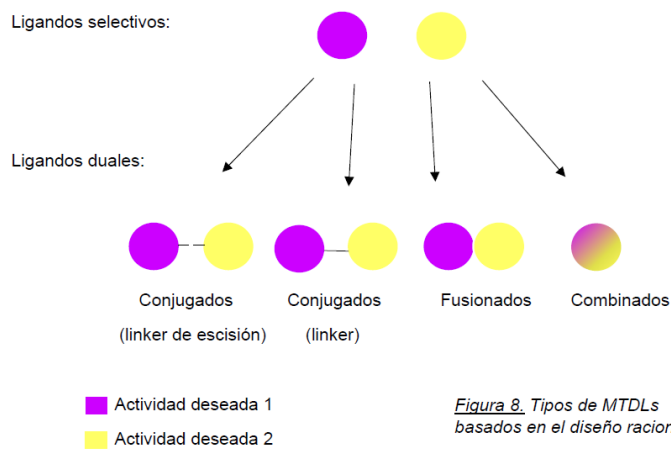 Ligandos selectivos:
Ligandos duales:
Conjugados Conjugados Fusionados Combinados
(linker de escisión) (linker)
Actividad deseada 1
Actividad deseada 2
Figura 8. Tipos de MTDLs
basados en el diseño